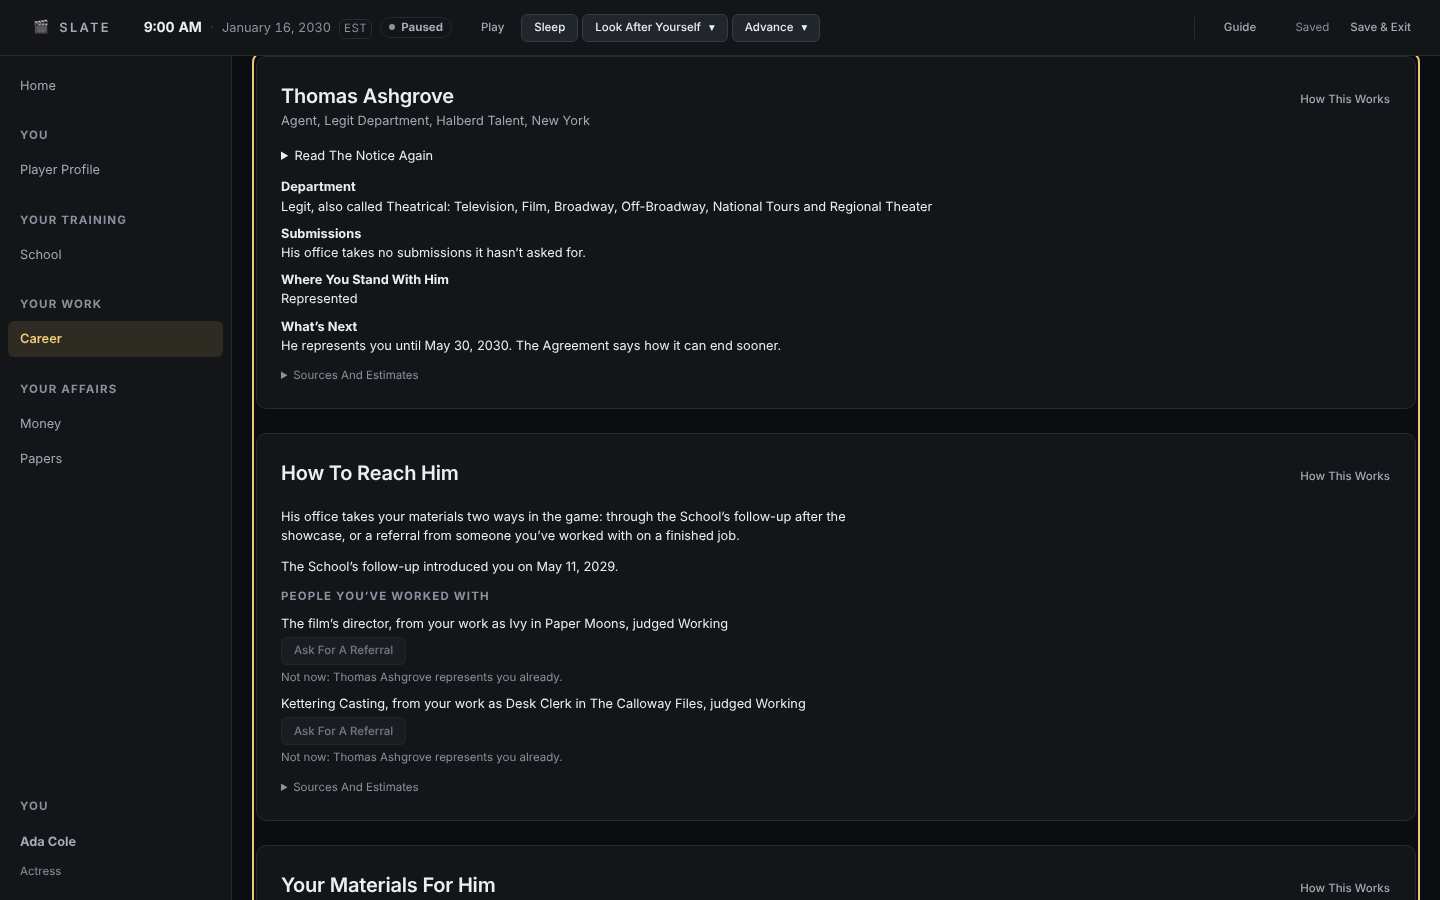 SLATE
9:00 AM · January 16, 2030 EST Paused Play Sleep Look After Yourself Advance Guide Saved Save & Exit
Home
YOU
Player Profile
YOUR TRAINING
School
YOUR WORK
Career
YOUR AFFAIRS
Money
Papers
YOU
Ada Cole
Actress
Thomas Ashgrove
How This Works
Agent, Legit Department, Halberd Talent, New York
Read The Notice Again
Department
Legit, also called Theatrical: Television, Film, Broadway, Off-Broadway, National Tours and Regional Theater
Submissions
His office takes no submissions it hasn’t asked for.
Where You Stand With Him
Represented
What’s Next
He represents you until May 30, 2030. The Agreement says how it can end sooner.
Sources And Estimates
How To Reach Him
How This Works
His office takes your materials two ways in the game: through the School’s follow-up after the
showcase, or a referral from someone you’ve worked with on a finished job.
The School’s follow-up introduced you on May 11, 2029.
PEOPLE YOU’VE WORKED WITH
The film’s director, from your work as Ivy in Paper Moons, judged Working
Ask For A Referral
Not now: Thomas Ashgrove represents you already.
Kettering Casting, from your work as Desk Clerk in The Calloway Files, judged Working
Ask For A Referral
Not now: Thomas Ashgrove represents you already.
Sources And Estimates
Your Materials For Him
How This Works